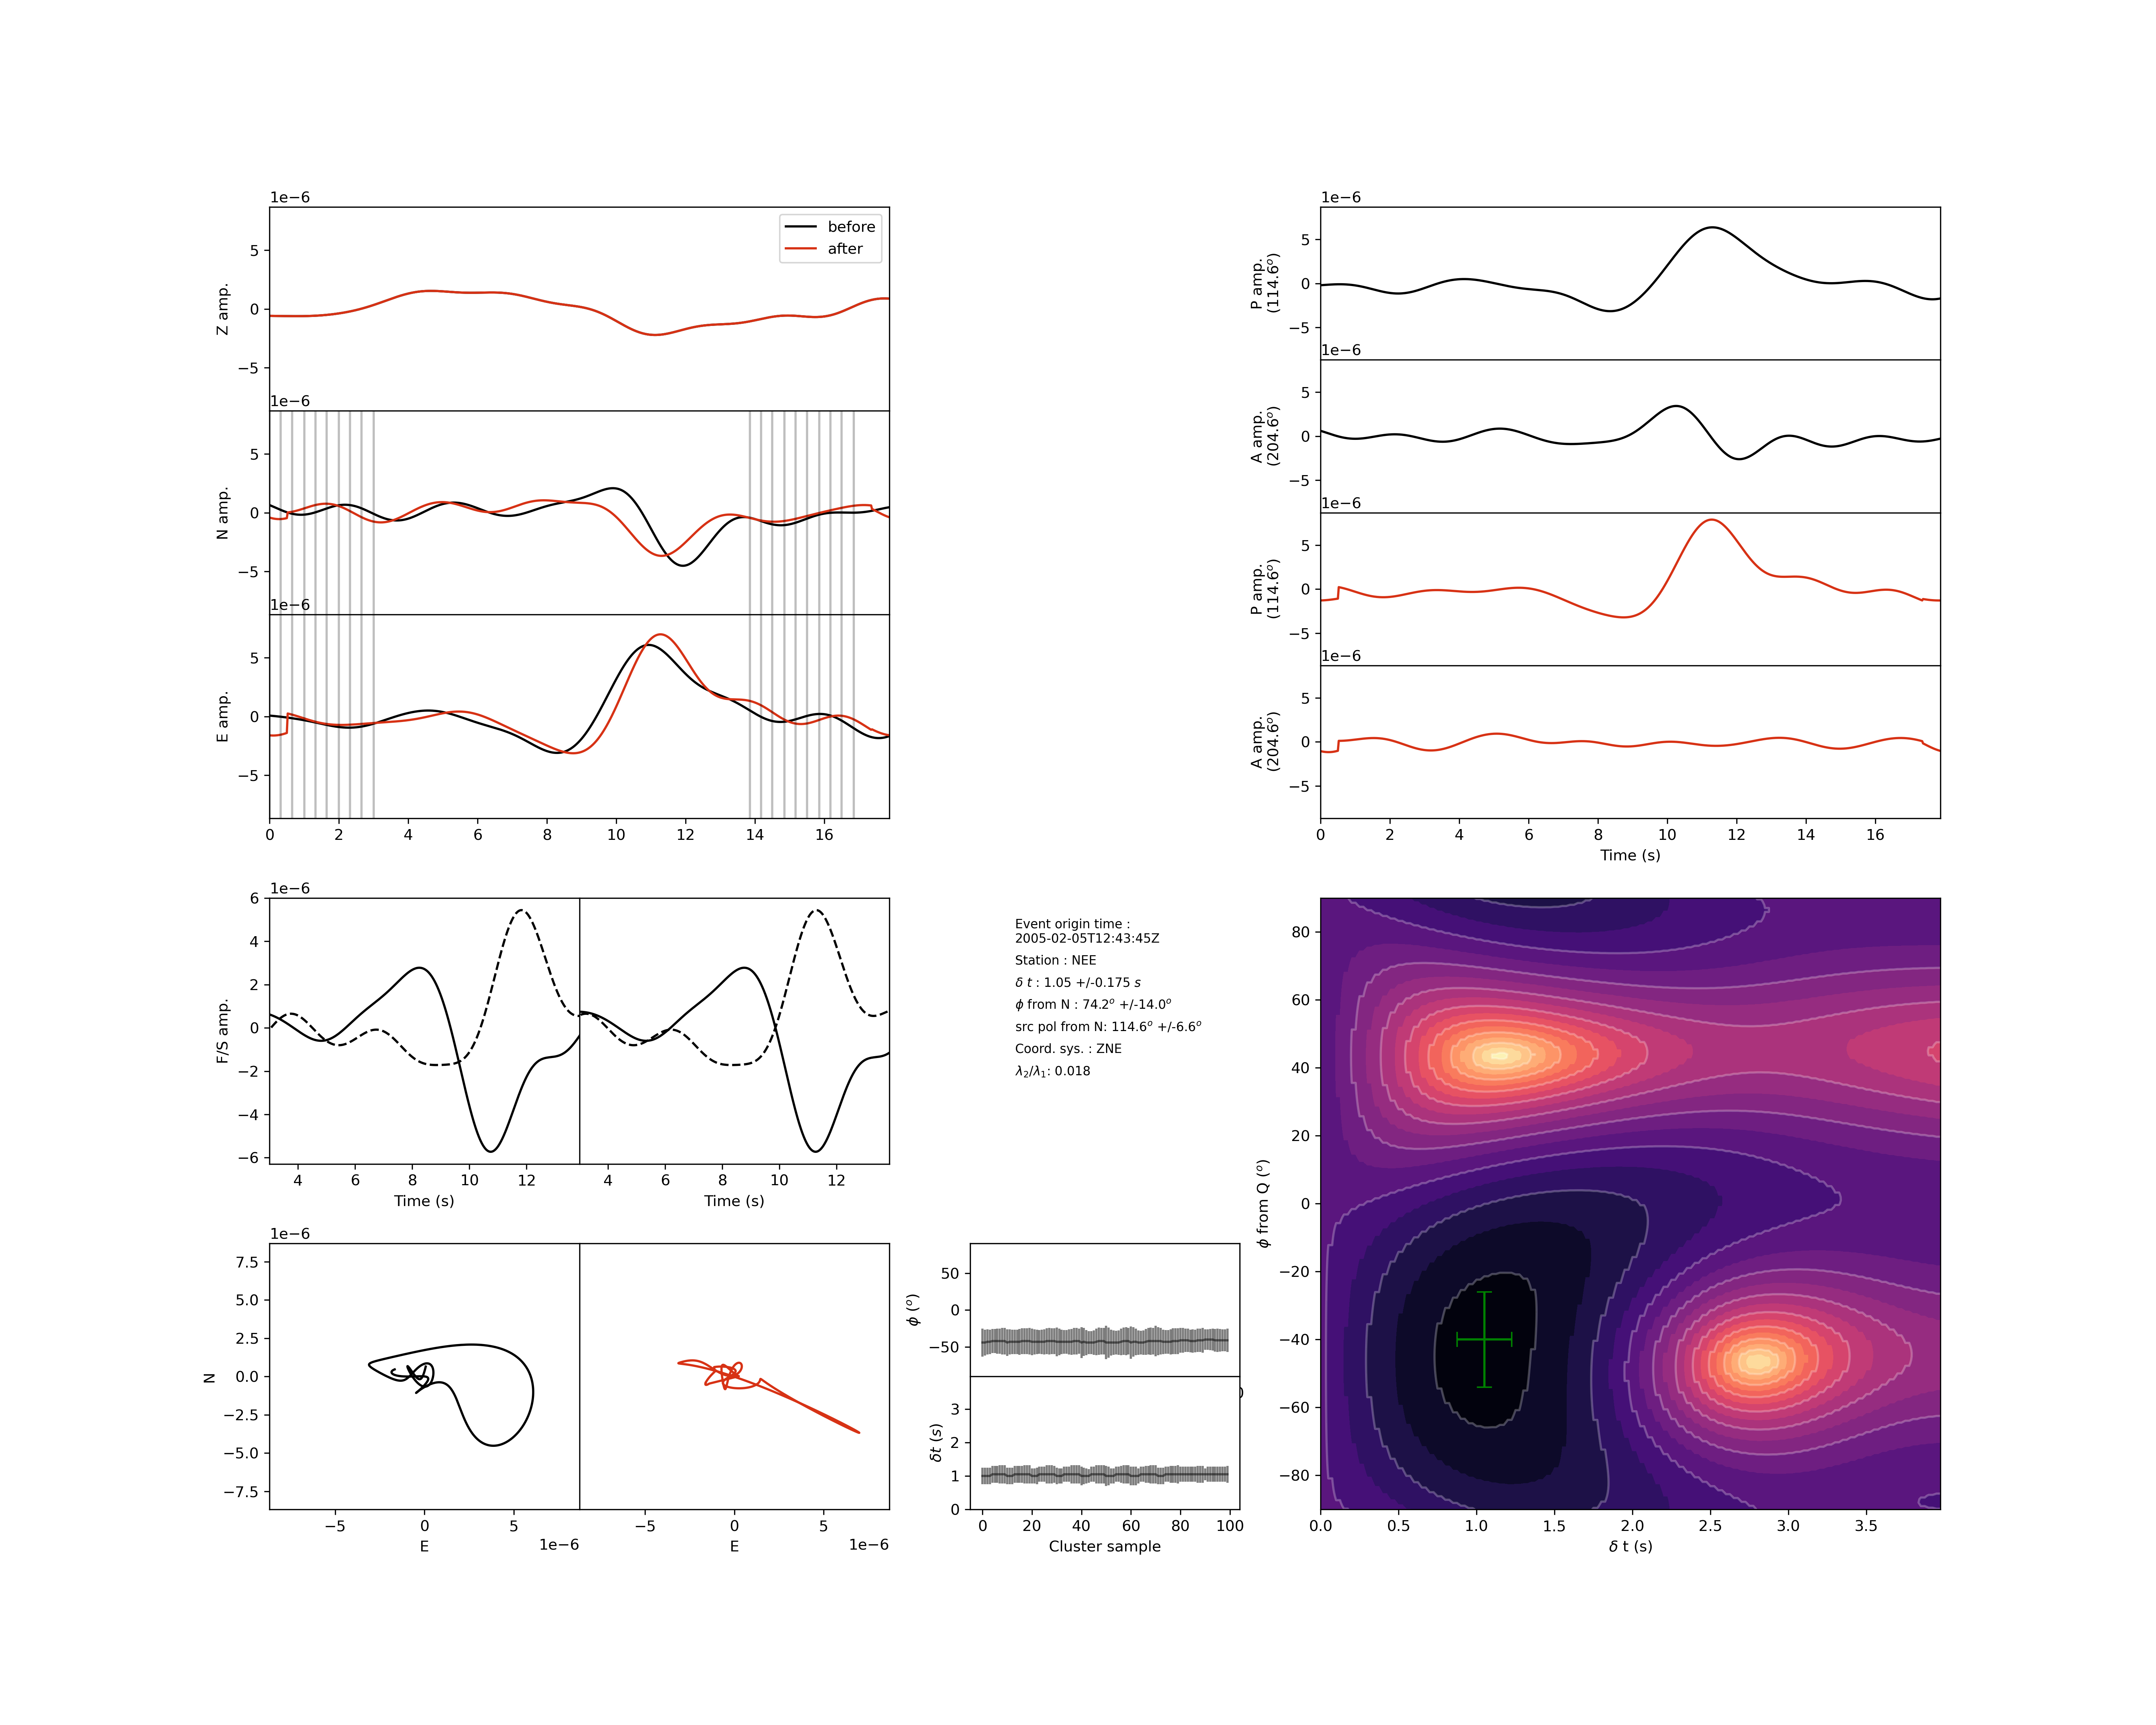 1e−6
before
after
Z amp.
5
0
−5
1e−6
N amp.
5
0
−5
1e−6
E amp.
5
0
−5
0 2 4 6 8 10 12 14 16
1e−6
P amp.
(114.6°)
5
0
−5
1e−6
A amp.
(204.6°)
5
0
−5
1e−6
P amp.
(114.6°)
5
0
−5
1e−6
A amp.
(204.6°)
5
0
−5
0 2 4 6 8 10 12 14 16
Time (s)
1e−6
F/S amp.
6
4
2
0
−2
−4
−6
4 6 8 10 12
Time (s)
4 6 8 10 12
Time (s)
Event origin time :
2005-02-05T12:43:45Z
Station : NEE
δ t : 1.05 +/-0.175 s
ϕ from N : 74.2° +/-14.0°
src pol from N: 114.6° +/-6.6°
Coord. sys. : ZNE
λ₂/λ₁: 0.018
1e−6
N
7.5
5.0
2.5
0.0
−2.5
−5.0
−7.5
−5 0 5
E 1e−6
−5 0 5
E 1e−6
ϕ (°)
50
0
−50
δt (s)
3
2
1
0
0 20 40 60 80 100
Cluster sample
ϕ from Q (°)
80
60
40
20
0
−20
−40
−60
−80
0.0 0.5 1.0 1.5 2.0 2.5 3.0 3.5
δ t (s)